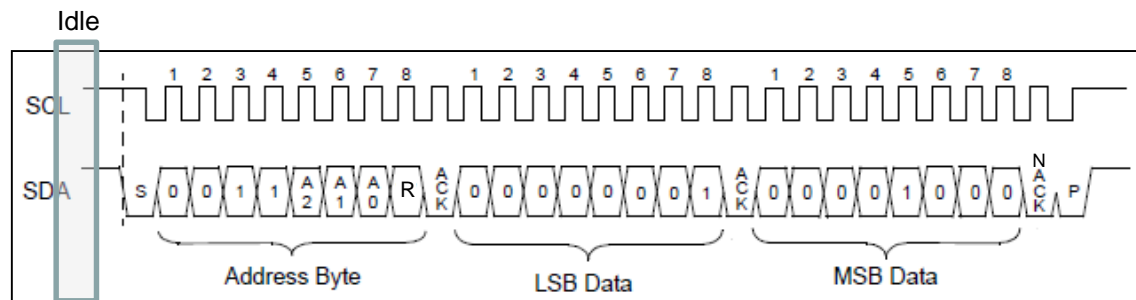 Idle
1 2 3 4 5 6 7 8 1 2 3 4 5 6 7 8 1 2 3 4 5 6 7 8
SCL
SDA S 0 0 1 1 A2 A1 A0 R ACK 0 0 0 0 0 0 0 1 ACK 0 0 0 0 1 0 0 0 NACK P
Address Byte LSB Data MSB Data